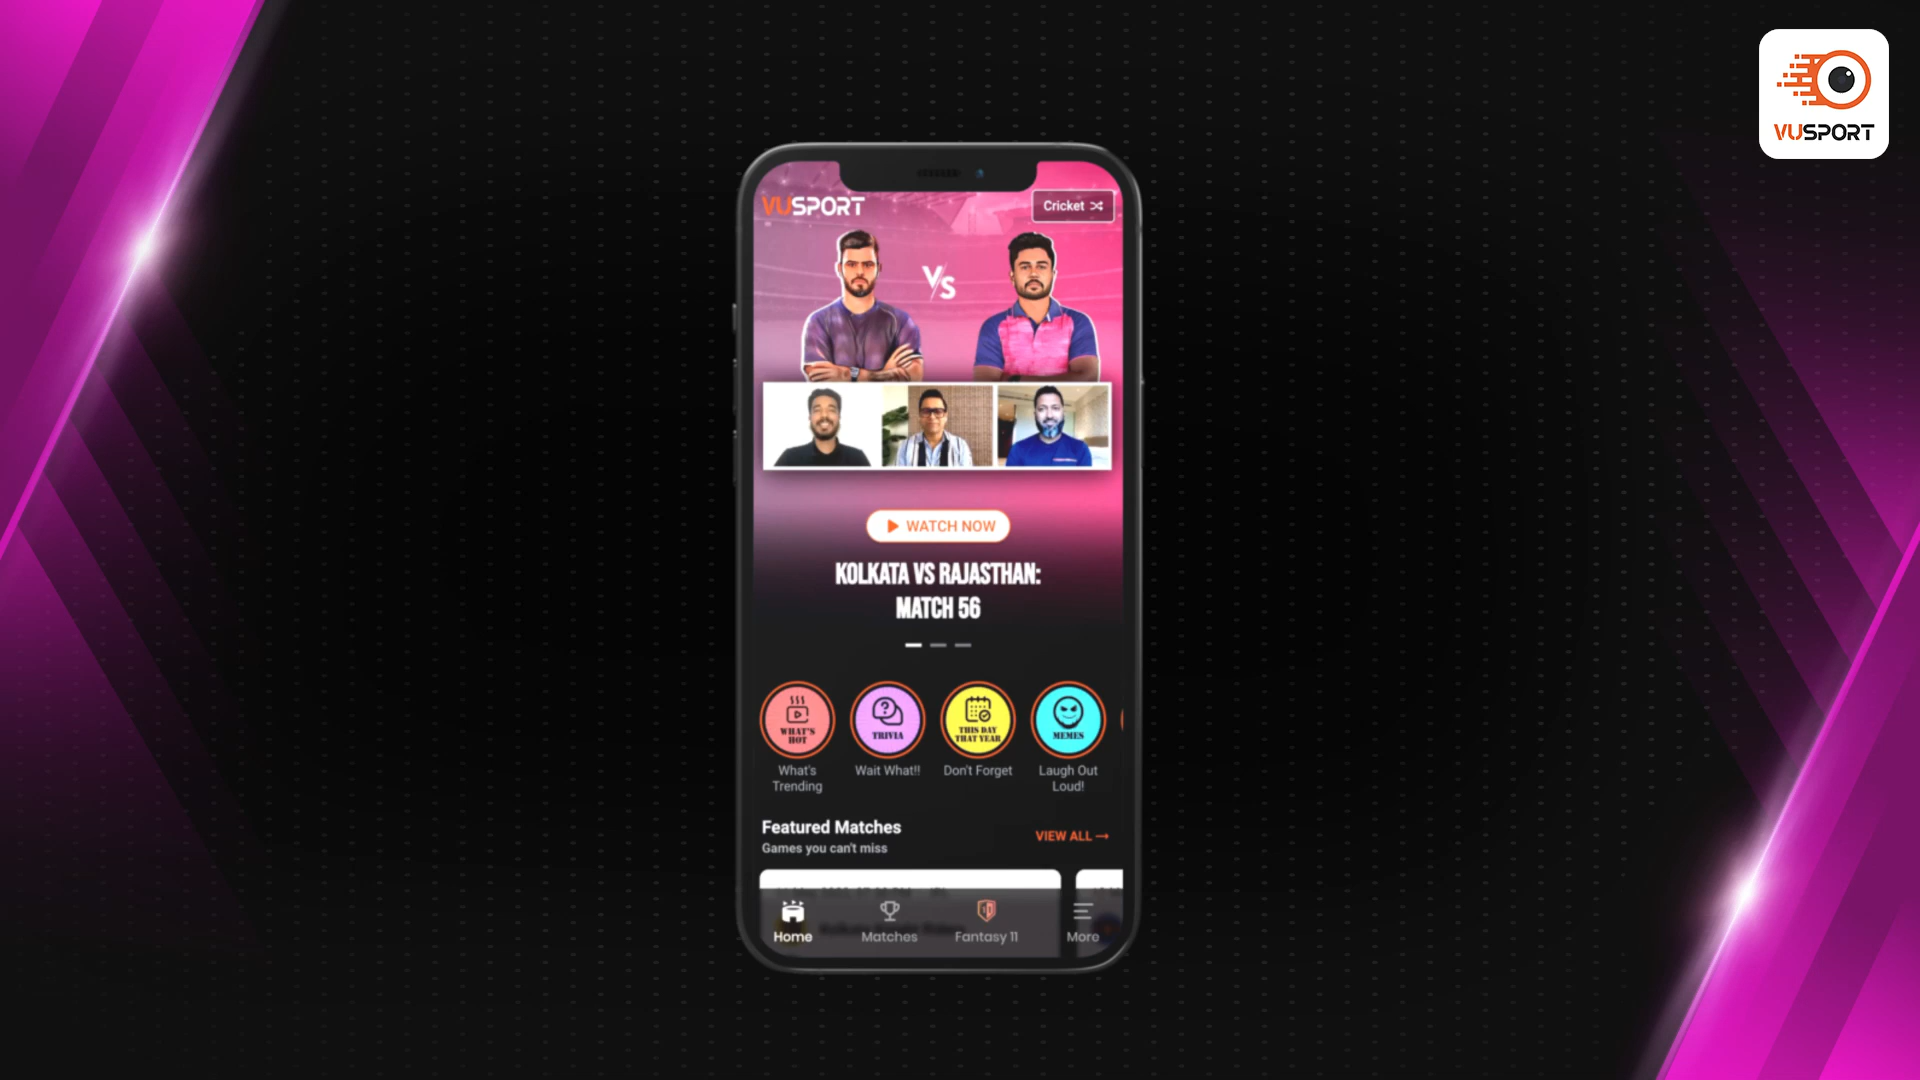 VUSPORT
VUSPORT
Cricket
VS
WATCH NOW
KOLKATA VS RAJASTHAN:
MATCH 56
WHAT'S
HOT
TRIVIA
THIS DAY
THAT YEAR
MEMES
What's
Trending
Wait What!!
Don't Forget
Laugh Out
Loud!
Featured Matches
VIEW ALL
Games you can't miss
Home
Matches
Fantasy 11
More